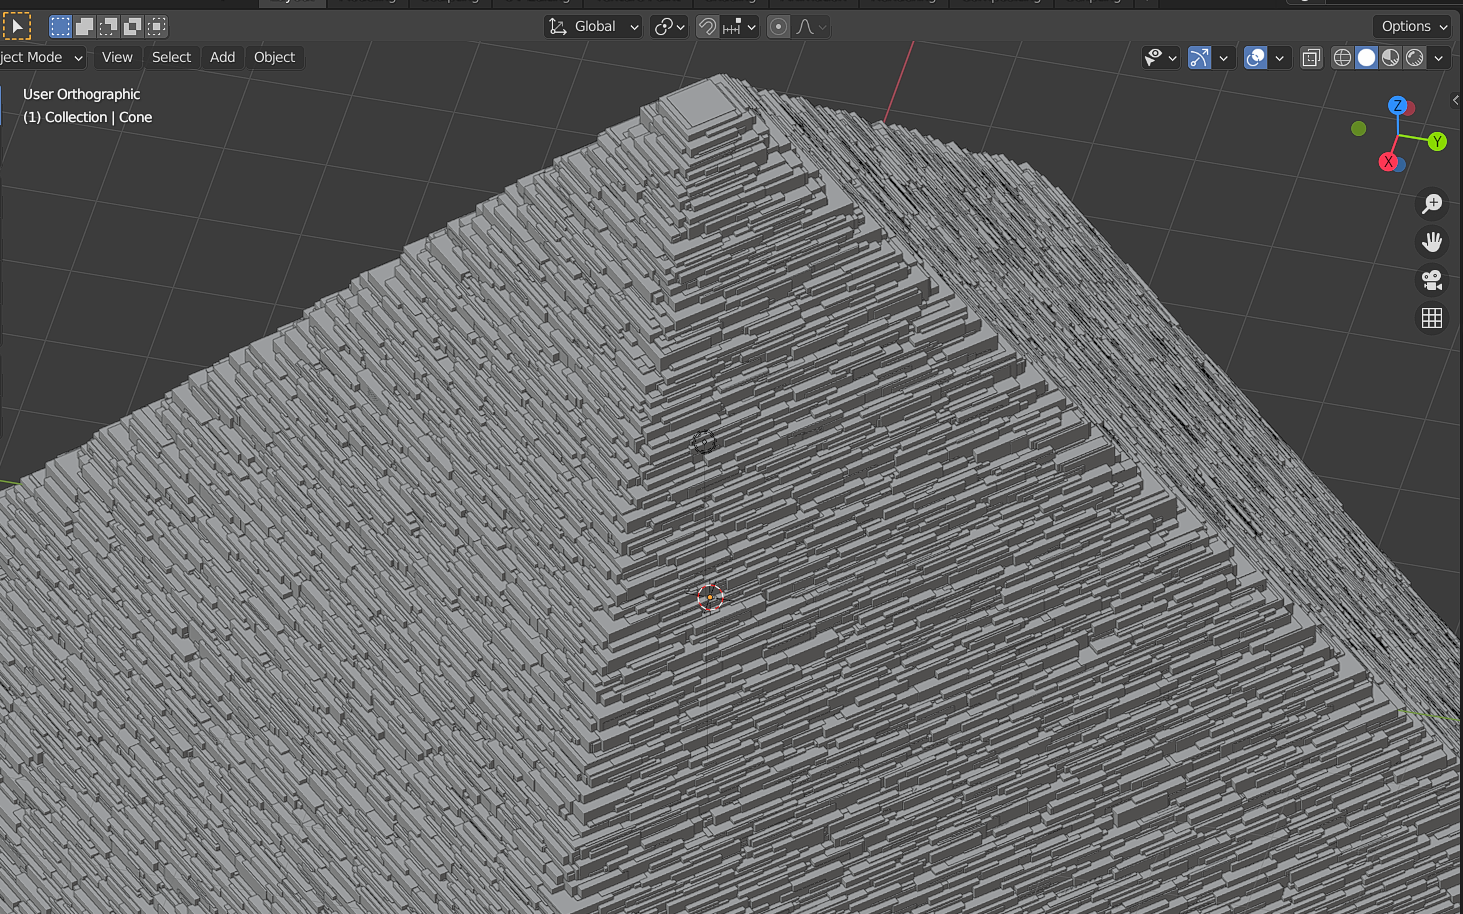 Global
Options
ject Mode View Select Add Object
User Orthographic
(1) Collection | Cone
Z
Y
X